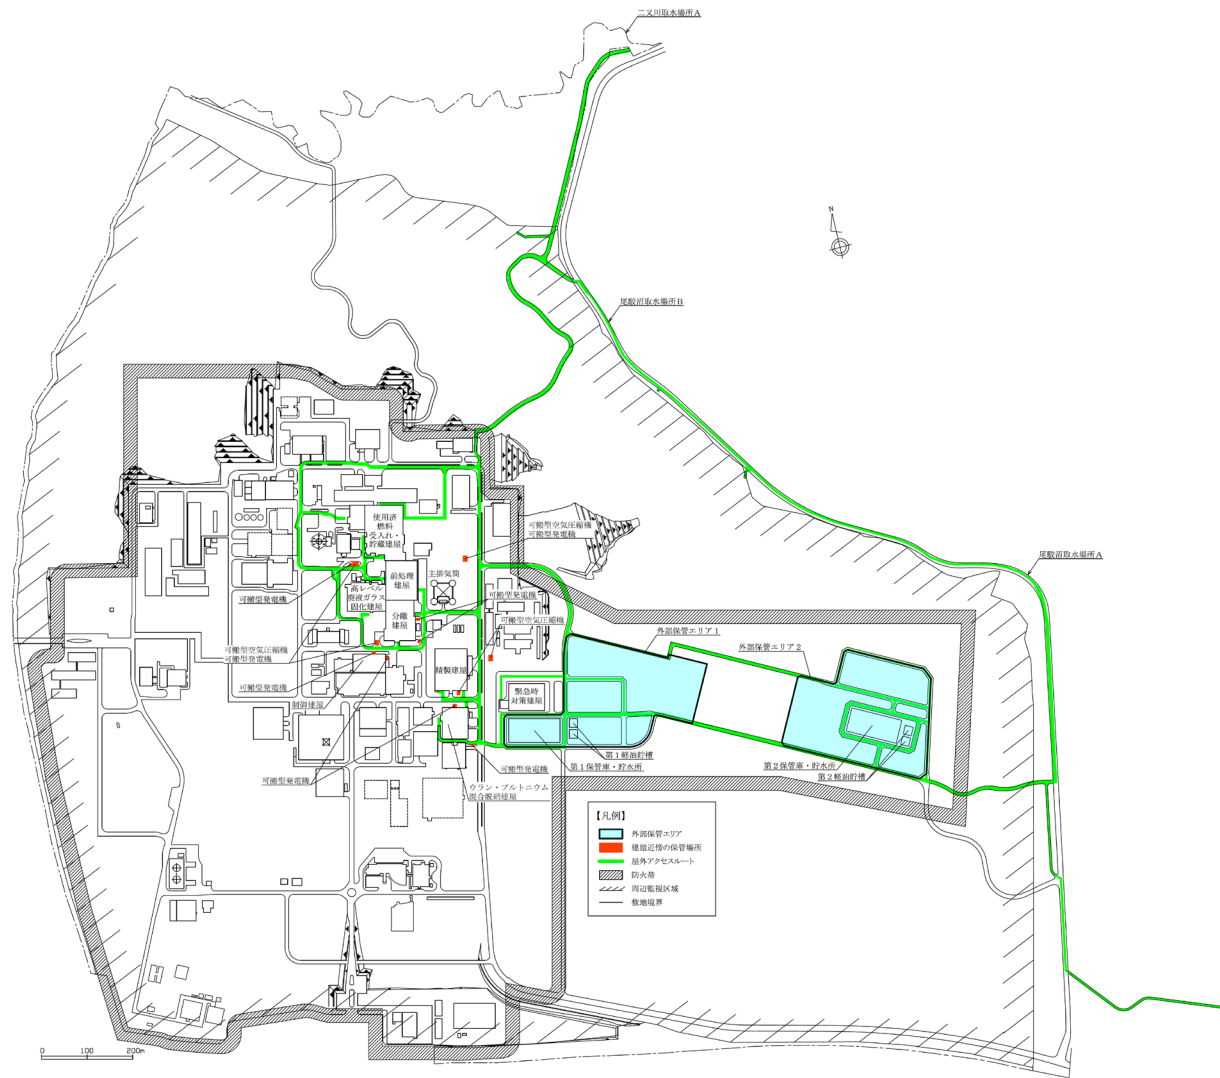 二又川取水場所A
N
尾駮沼取水場所B
尾駮沼取水場所A
可搬型空気圧縮機
可搬型発電機
使用済
燃料
受入れ・
貯蔵建屋
前処理
建屋
主排気筒
高レベル
廃液ガラス
固化建屋
分離
建屋
可搬型発電機
可搬型発電機
可搬型空気圧縮機
外部保管エリア1
外部保管エリア2
可搬型空気圧縮機
可搬型発電機
精製建屋
可搬型発電機
緊急時
対策建屋
制御建屋
第1軽油貯槽
第1保管庫・貯水所
第2保管庫・貯水所
第2軽油貯槽
可搬型発電機
可搬型発電機
ウラン・プルトニウム
混合脱硝建屋
【凡例】
外部保管エリア
建屋近傍の保管場所
屋外アクセスルート
防火帯
周辺監視区域
敷地境界
0 100 200m